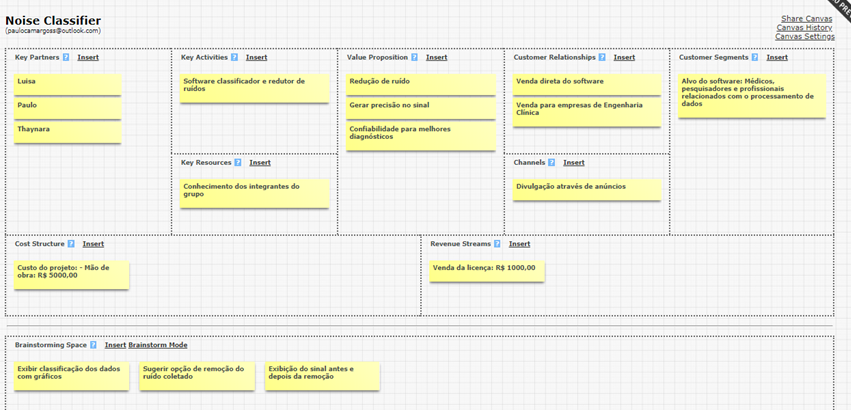 Noise Classifier
(paulocamargoss@outlook.com)
Share Canvas
Canvas History
Canvas Settings
Key Partners ? Insert
Luisa
Paulo
Thaynara
Key Activities ? Insert
Software classificador e redutor de
ruídos
Key Resources ? Insert
Conhecimento dos integrantes do
grupo
Value Proposition ? Insert
Redução de ruído
Gerar precisão no sinal
Confiabilidade para melhores
diagnósticos
Customer Relationships ? Insert
Venda direta do software
Venda para empresas de Engenharia
Clínica
Channels ? Insert
Divulgação através de anúncios
Customer Segments ? Insert
Alvo do software: Médicos,
pesquisadores e profissionais
relacionados com o processamento de
dados
Cost Structure ? Insert
Custo do projeto: - Mão de
obra: R$ 5000,00
Revenue Streams ? Insert
Venda da licença: R$ 1000,00
Brainstorming Space ? Insert Brainstorm Mode
Exibir classificação dos dados
com gráficos
Sugerir opção de remoção do
ruído coletado
Exibição do sinal antes e
depois da remoção